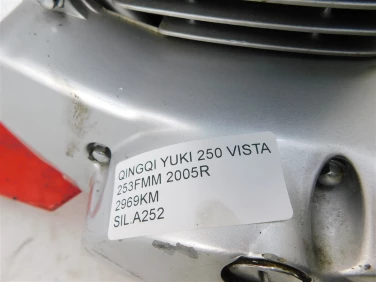 QINGQI YUKI 250 VISTA
253FMM 2005R
2969KM
SIL.A252